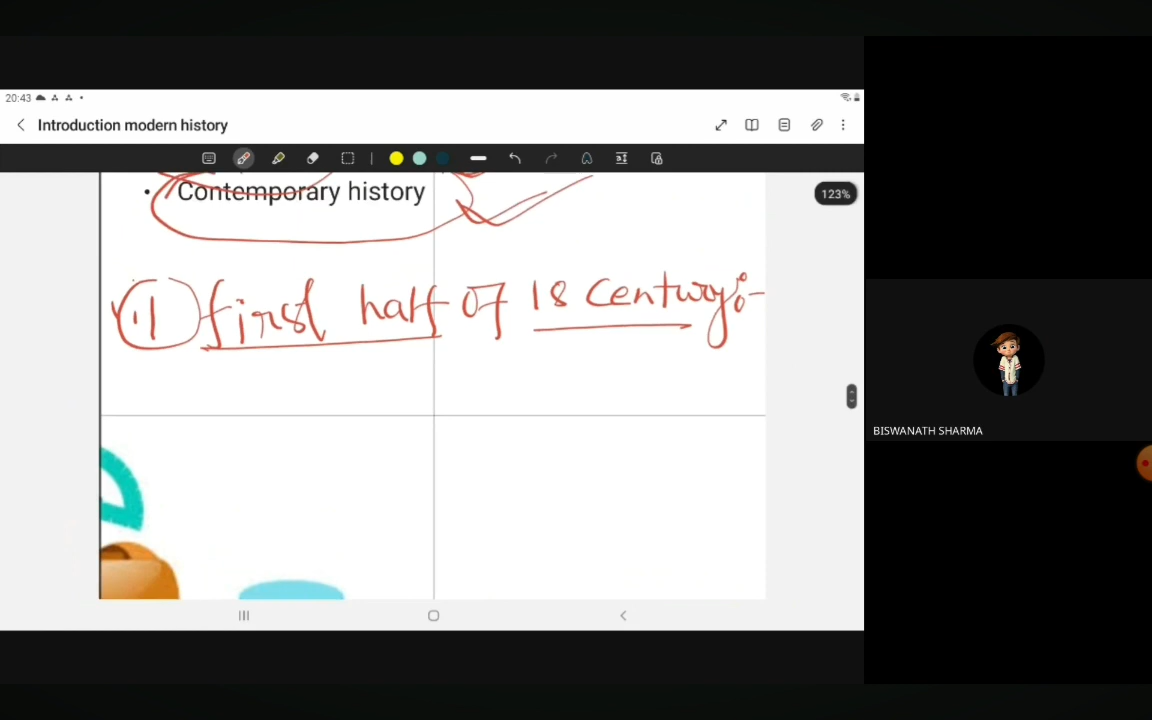 20:43
Introduction modern history
123%
• Contemporary history
(1) first half of 18 Century:-
BISWANATH SHARMA